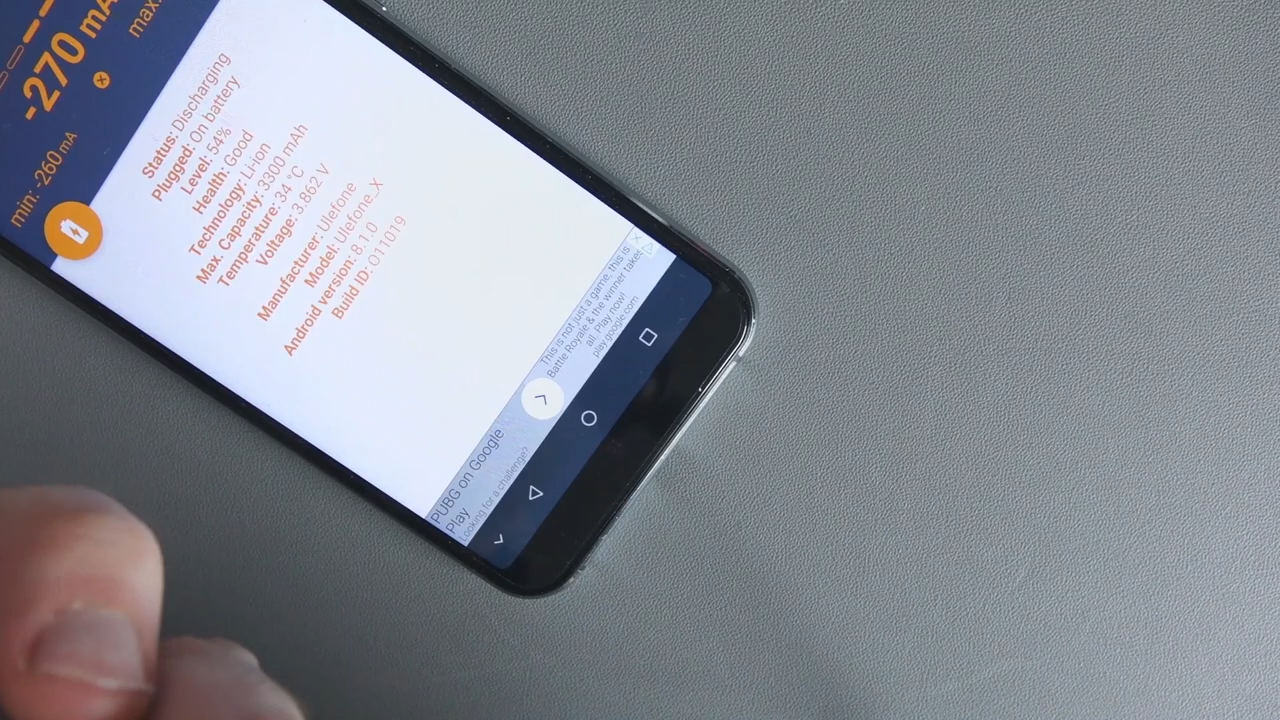 -270 mA
max:
min: -260 mA
Status: Discharging
Plugged: On battery
Level: 54%
Health: Good
Technology: Li-ion
Max. Capacity: 3300 mAh
Temperature: 34 °C
Voltage: 3.862 V
Manufacturer: Ulefone
Model: Ulefone_X
Android version: 8.1.0
Build ID: O11019
PUBG on Google
Play
Looking for a challenge?
This is not just a game, this is
Battle Royale & the winner takes
all. Play now!
play.google.com